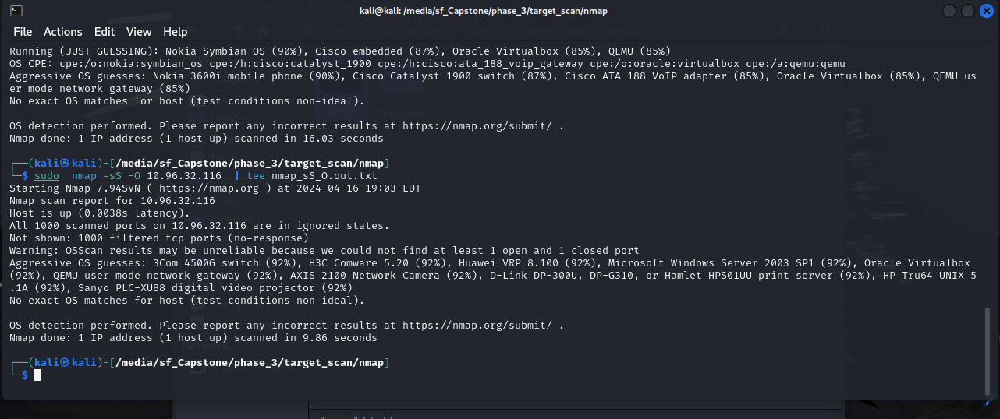 kali@kali: /media/sf_Capstone/phase_3/target_scan/nmap
File Actions Edit View Help
Running (JUST GUESSING): Nokia Symbian OS (90%), Cisco embedded (87%), Oracle Virtualbox (85%), QEMU (85%)
OS CPE: cpe:/o:nokia:symbian_os cpe:/h:cisco:catalyst_1900 cpe:/h:cisco:ata_188_voip_gateway cpe:/o:oracle:virtualbox cpe:/a:qemu:qemu
Aggressive OS guesses: Nokia 3600i mobile phone (90%), Cisco Catalyst 1900 switch (87%), Cisco ATA 188 VoIP adapter (85%), Oracle Virtualbox (85%), QEMU us
er mode network gateway (85%)
No exact OS matches for host (test conditions non-ideal).
OS detection performed. Please report any incorrect results at https://nmap.org/submit/ .
Nmap done: 1 IP address (1 host up) scanned in 16.03 seconds
┌──(kali㉿kali)-[/media/sf_Capstone/phase_3/target_scan/nmap]
└─$ sudo  nmap -sS -O 10.96.32.116  | tee nmap_sS_O.out.txt
Starting Nmap 7.94SVN ( https://nmap.org ) at 2024-04-16 19:03 EDT
Nmap scan report for 10.96.32.116
Host is up (0.0038s latency).
All 1000 scanned ports on 10.96.32.116 are in ignored states.
Not shown: 1000 filtered tcp ports (no-response)
Warning: OSScan results may be unreliable because we could not find at least 1 open and 1 closed port
Aggressive OS guesses: 3Com 4500G switch (92%), H3C Comware 5.20 (92%), Huawei VRP 8.100 (92%), Microsoft Windows Server 2003 SP1 (92%), Oracle Virtualbox
(92%), QEMU user mode network gateway (92%), AXIS 2100 Network Camera (92%), D-Link DP-300U, DP-G310, or Hamlet HPS01UU print server (92%), HP Tru64 UNIX 5
.1A (92%), Sanyo PLC-XU88 digital video projector (92%)
No exact OS matches for host (test conditions non-ideal).
OS detection performed. Please report any incorrect results at https://nmap.org/submit/ .
Nmap done: 1 IP address (1 host up) scanned in 9.86 seconds
┌──(kali㉿kali)-[/media/sf_Capstone/phase_3/target_scan/nmap]
└─$